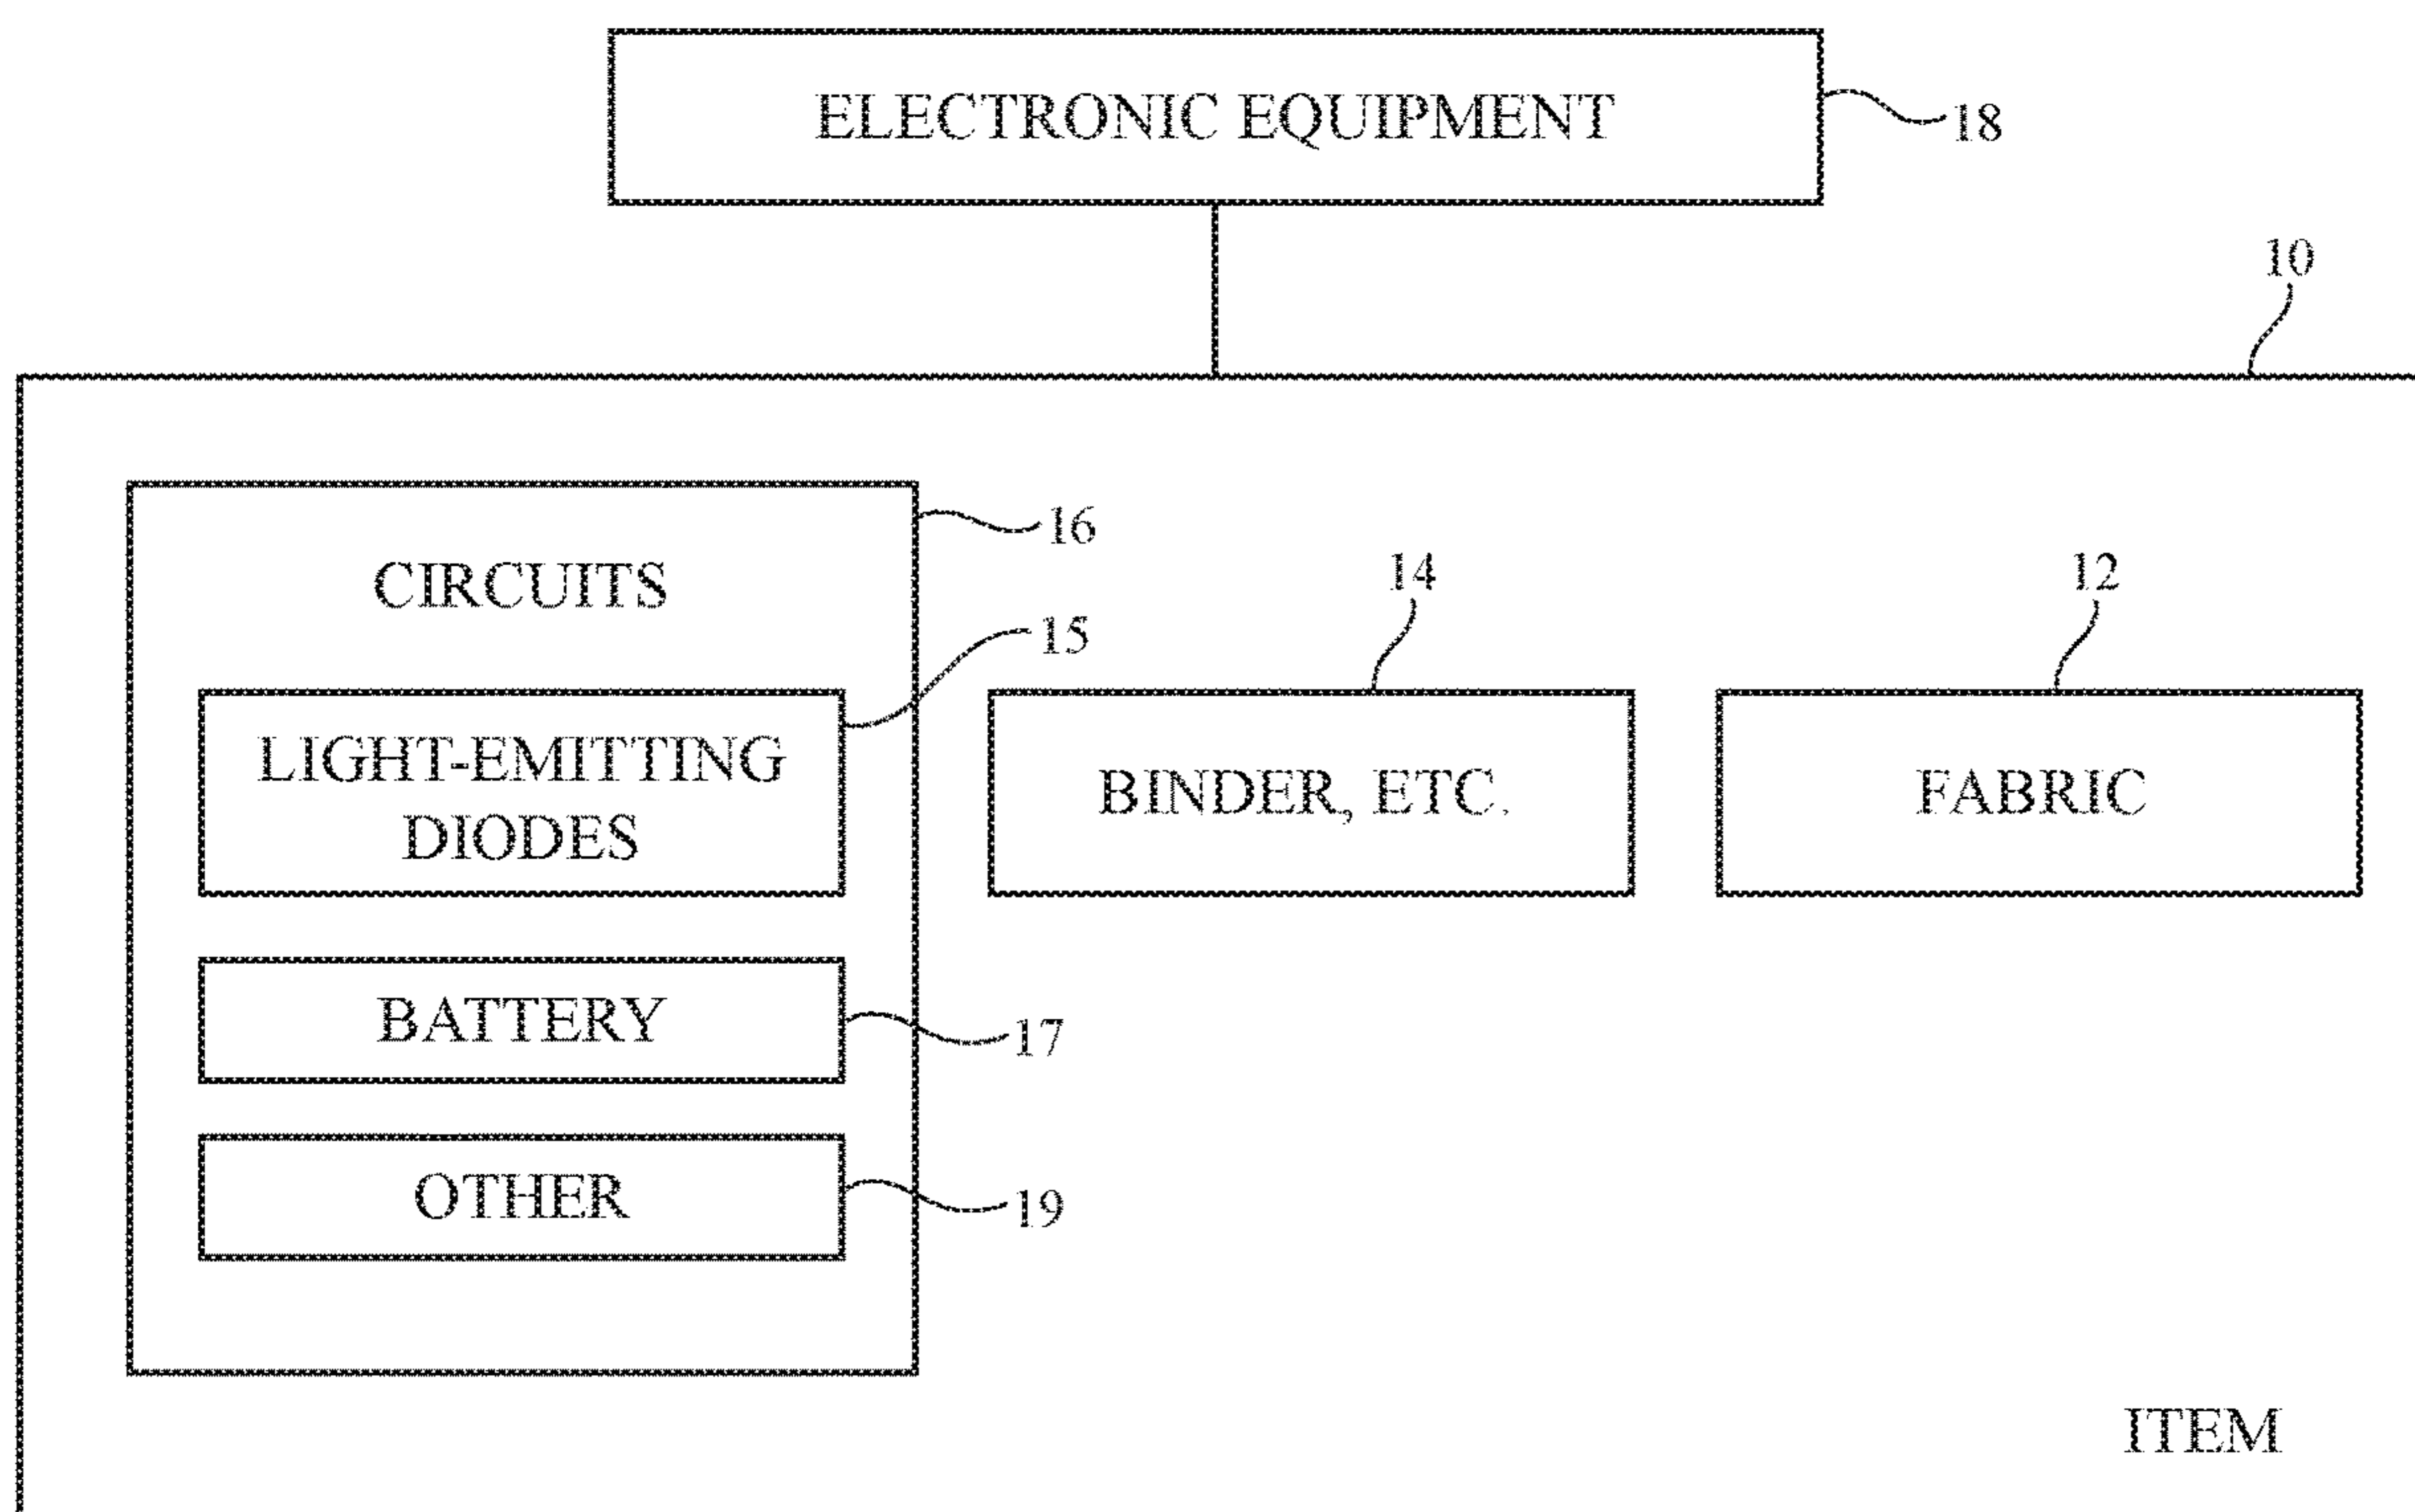 ELECTRONIC EQUIPMENT
18
10
CIRCUITS
16
15
LIGHT-EMITTING
DIODES
BATTERY
17
OTHER
19
14
BINDER, ETC.
12
FABRIC
ITEM